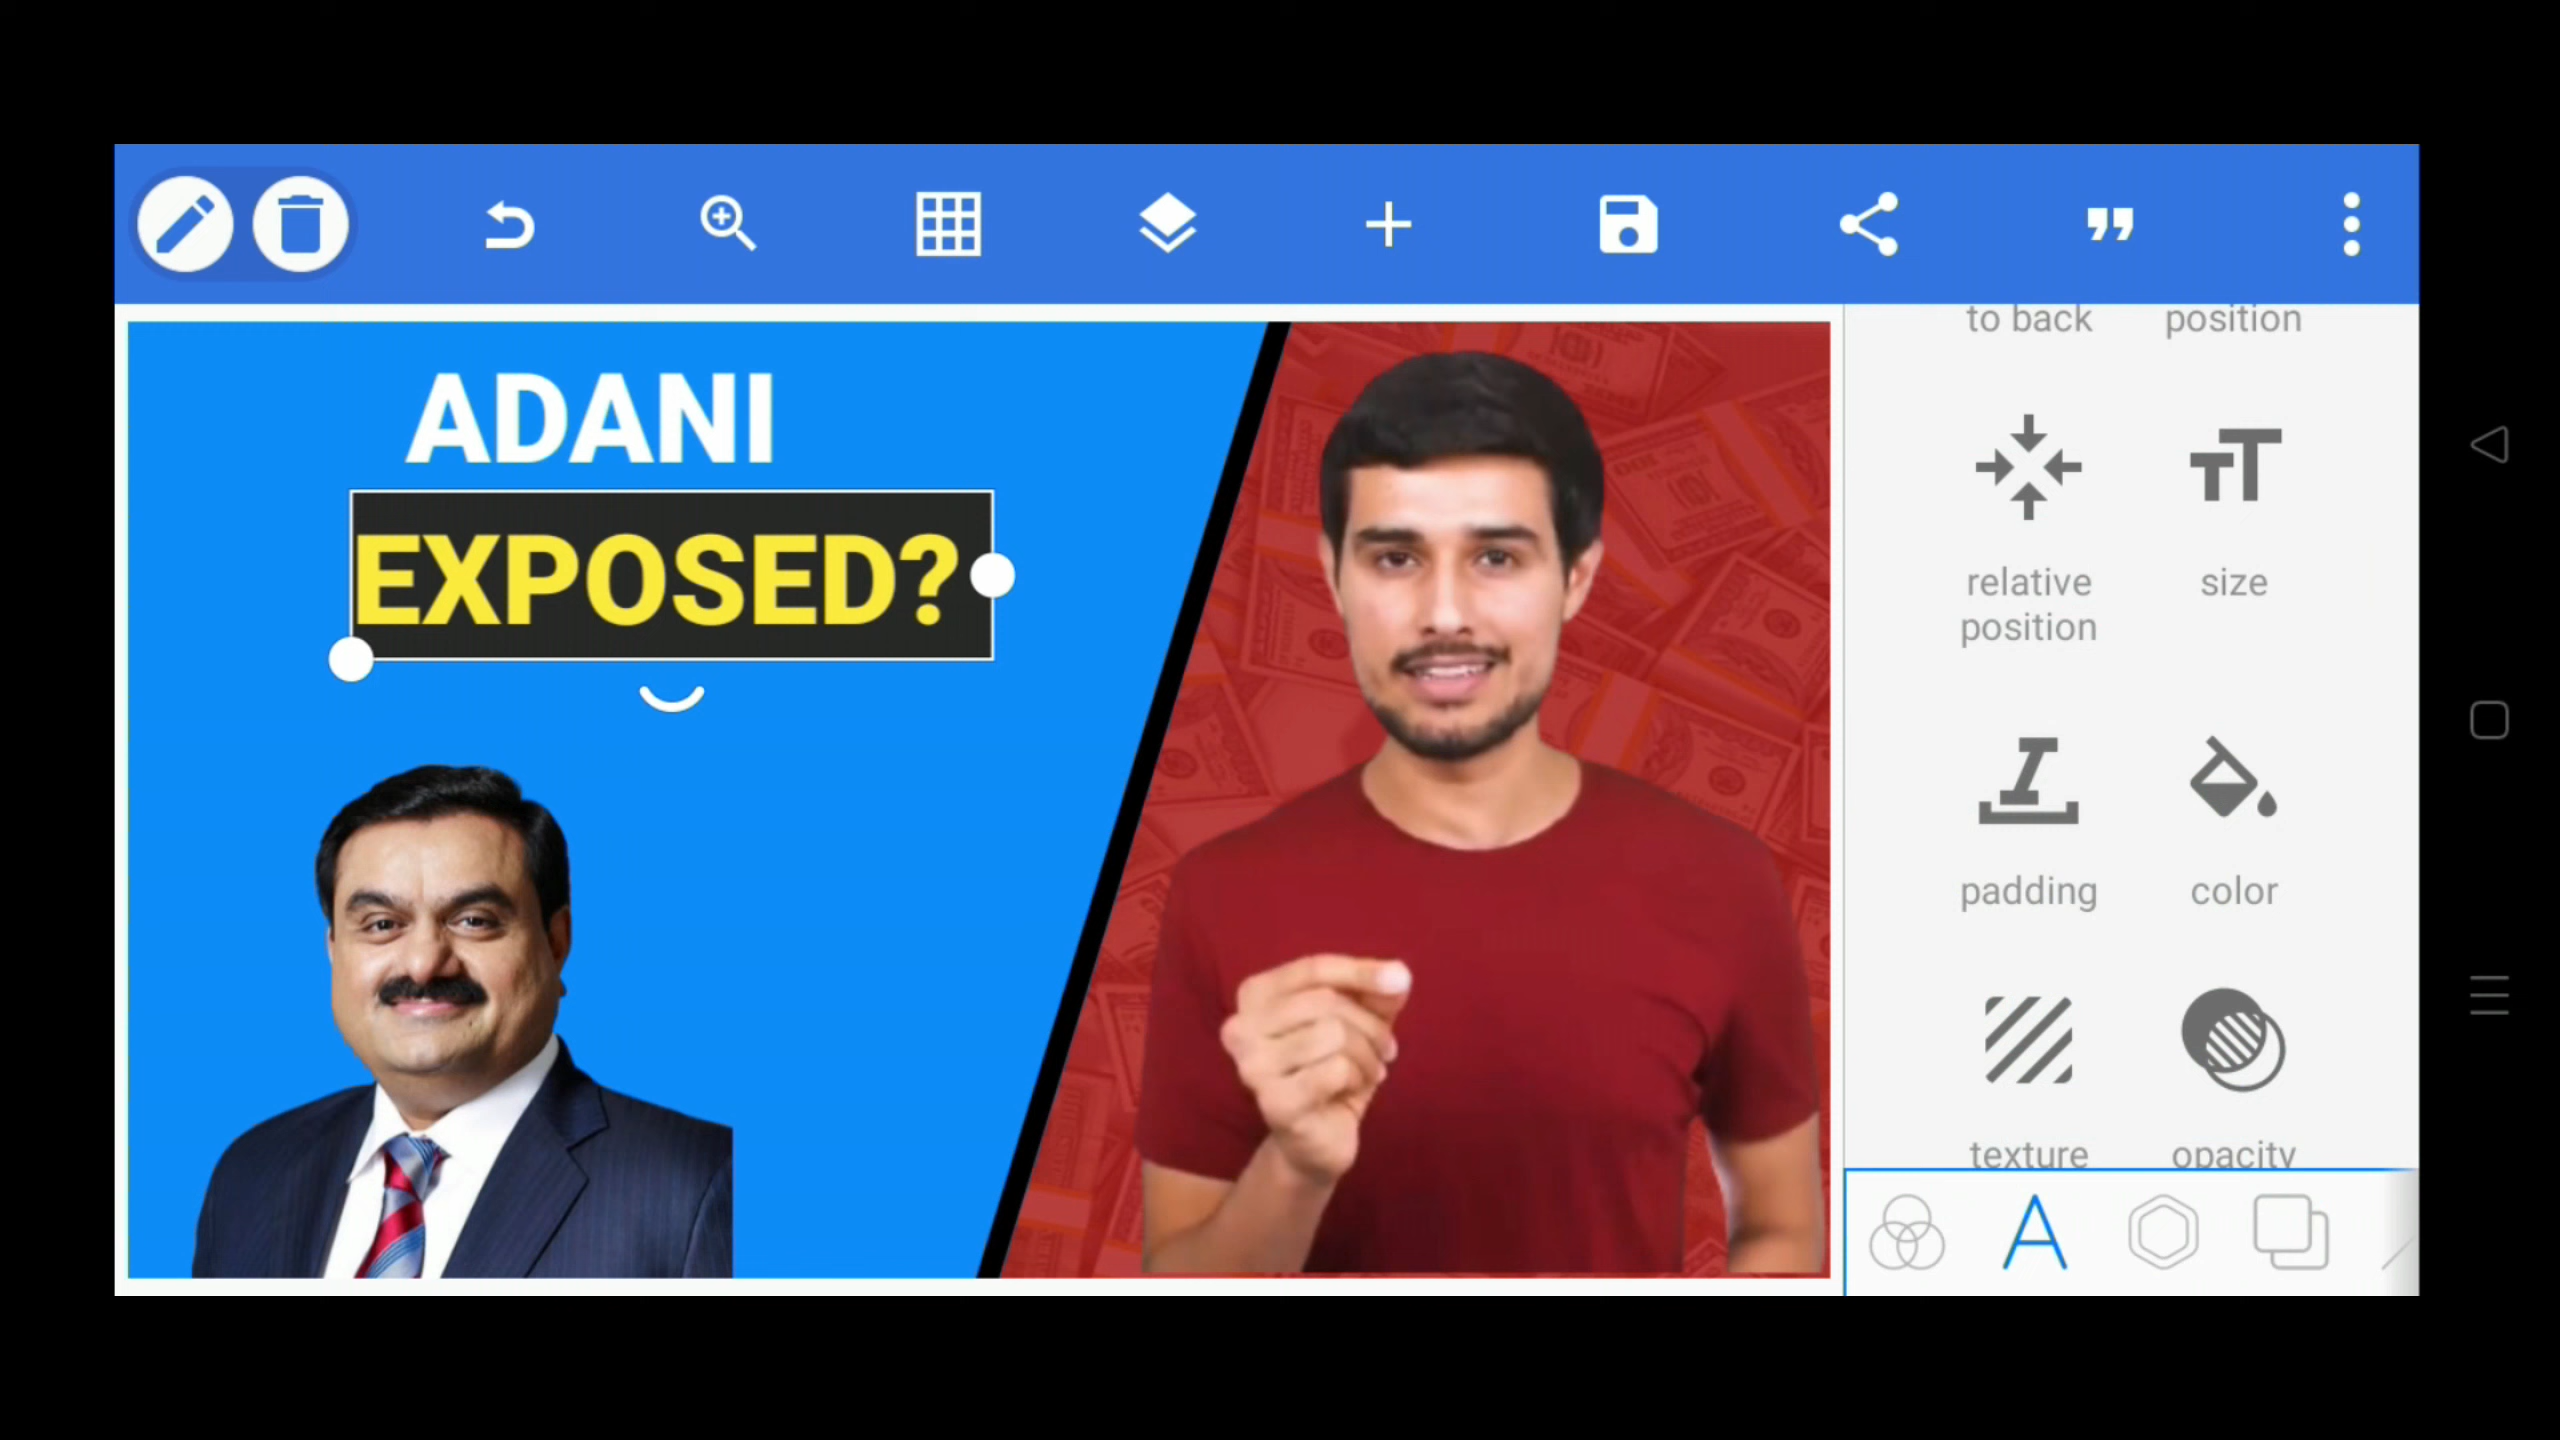 to back
position
ADANI
EXPOSED?
relative
position
size
padding
color
texture
opacity